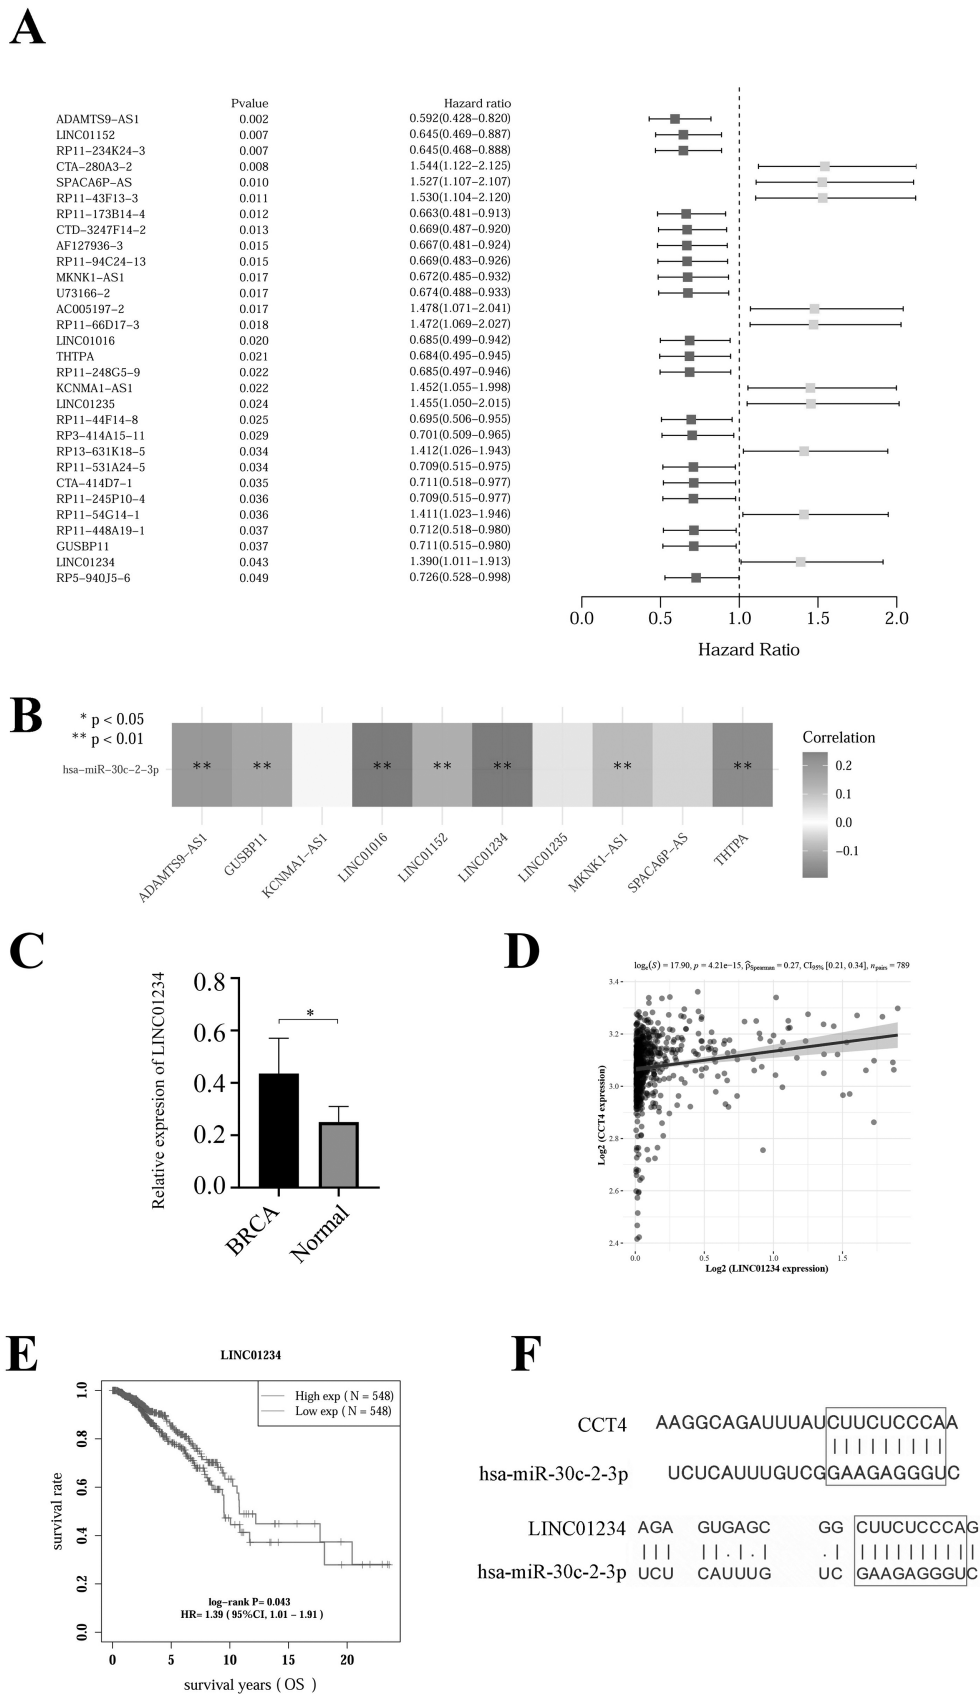 A
Pvalue Hazard ratio
ADAMTS9-AS1 0.002 0.592(0.428-0.820)
LINC01152 0.007 0.645(0.469-0.887)
RP11-234K24-3 0.007 0.645(0.468-0.888)
CTA-280A3-2 0.008 1.544(1.122-2.125)
SPACA6P-AS 0.010 1.527(1.107-2.107)
RP11-43F13-3 0.011 1.530(1.104-2.120)
RP11-173B14-4 0.012 0.663(0.481-0.913)
CTD-3247F14-2 0.013 0.669(0.487-0.920)
AF127936-3 0.015 0.667(0.481-0.924)
RP11-94C24-13 0.015 0.669(0.483-0.926)
MKNK1-AS1 0.017 0.672(0.485-0.932)
U73166-2 0.017 0.674(0.488-0.933)
AC005197-2 0.017 1.478(1.071-2.041)
RP11-66D17-3 0.018 1.472(1.069-2.027)
LINC01016 0.020 0.685(0.499-0.942)
THTPA 0.021 0.684(0.495-0.945)
RP11-248G5-9 0.022 0.685(0.497-0.946)
KCNMA1-AS1 0.022 1.452(1.055-1.998)
LINC01235 0.024 1.455(1.050-2.015)
RP11-44F14-8 0.025 0.695(0.506-0.955)
RP3-414A15-11 0.029 0.701(0.509-0.965)
RP13-631K18-5 0.034 1.412(1.026-1.943)
RP11-531A24-5 0.034 0.709(0.515-0.975)
CTA-414D7-1 0.035 0.711(0.518-0.977)
RP11-245P10-4 0.036 0.709(0.515-0.977)
RP11-54G14-1 0.036 1.411(1.023-1.946)
RP11-448A19-1 0.037 0.712(0.518-0.980)
GUSBP11 0.037 0.711(0.515-0.980)
LINC01234 0.043 1.390(1.011-1.913)
RP5-940J5-6 0.049 0.726(0.528-0.998)
0.0 0.5 1.0 1.5 2.0
Hazard Ratio
B
* p < 0.05
** p < 0.01
hsa-miR-30c-2-3p ** ** ** ** ** ** **
ADAMTS9-AS1 GUSBP11 KCNMA1-AS1 LINC01016 LINC01152 LINC01234 LINC01235 MKNK1-AS1 SPACA6P-AS THTPA
Correlation
0.2
0.1
0.0
-0.1
C
Relative expression of LINC01234
0.8
0.6
0.4
0.2
0.0
*
BRCA Normal
D
logₑ(S) = 17.90, p = 4.21e-15, ρ̂Spearman = 0.27, CI95% [0.21, 0.34], npairs = 789
Log2 (CCT4 expression)
3.4
3.2
3.0
2.8
2.6
2.4
0.0 0.5 1.0 1.5
Log2 (LINC01234 expression)
E
LINC01234
High exp ( N = 548)
Low exp ( N = 548)
survival rate
1.0
0.8
0.6
0.4
0.2
0.0
log-rank P= 0.043
HR= 1.39 ( 95%CI, 1.01 - 1.91 )
0 5 10 15 20
survival years ( OS )
F
CCT4 AAGGCAGAUUUAUCUUCUCCCAA
hsa-miR-30c-2-3p UCUCAUUUGUCGGAAGAGGGUC
LINC01234 AGA GUGAGC GG CUUCUCCCAG
hsa-miR-30c-2-3p UCU CAUUUG UC GAAGAGGGUC